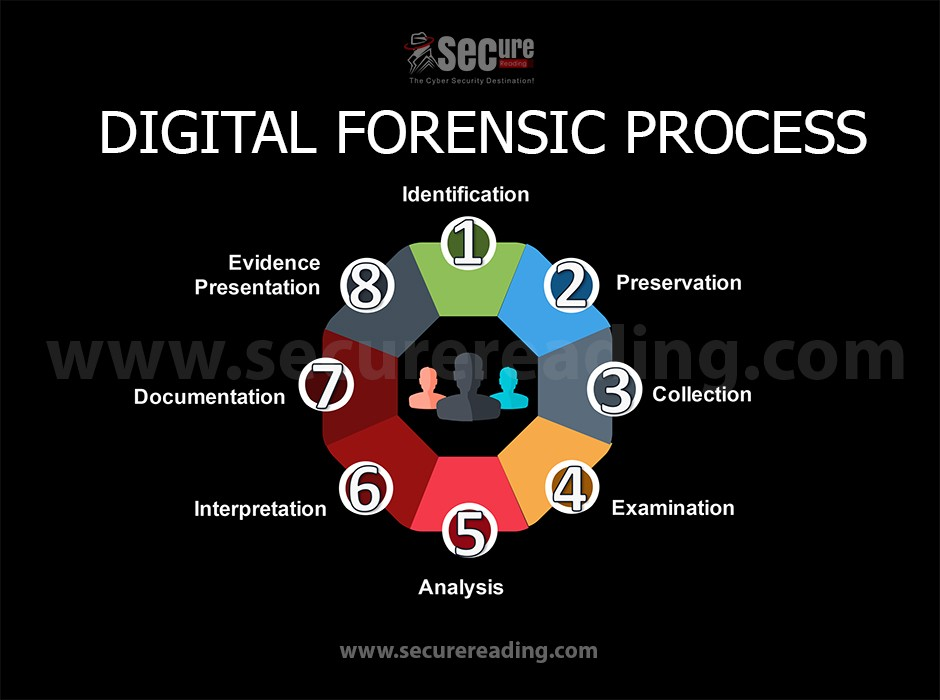 SECure
Reading
The Cyber Security Destination!
DIGITAL FORENSIC PROCESS
Identification
1
2
Preservation
3
Collection
4
Examination
5
Analysis
6
Interpretation
7
Documentation
8
Evidence
Presentation
www.securereading.com
www.securereading.com